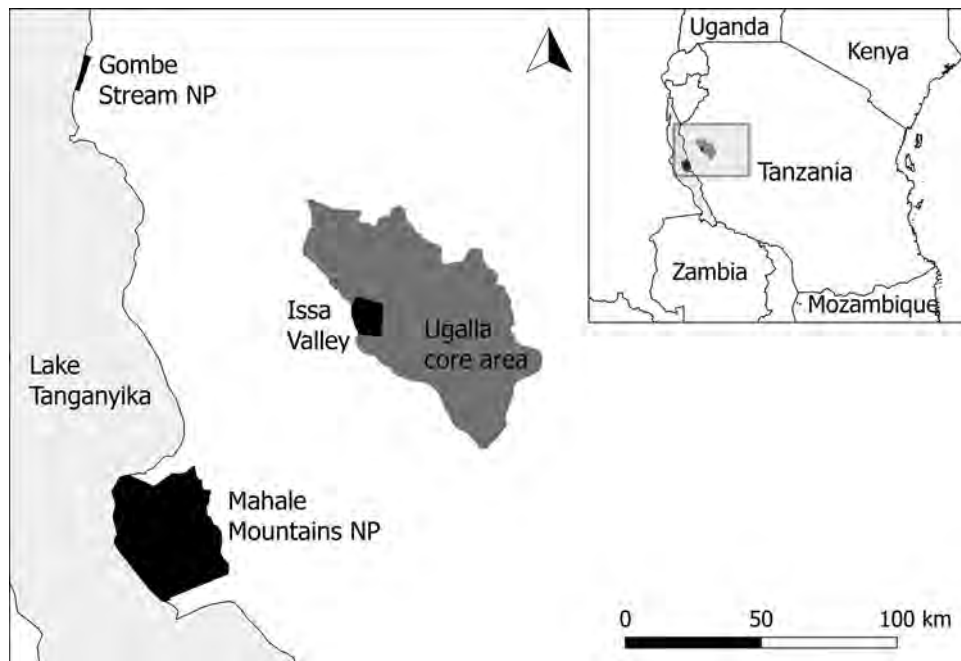 Gombe
Stream NP
Issa
Valley
Ugalla
core area
Lake
Tanganyika
Mahale
Mountains NP
Uganda
Kenya
Tanzania
Zambia
Mozambique
0 50 100 km